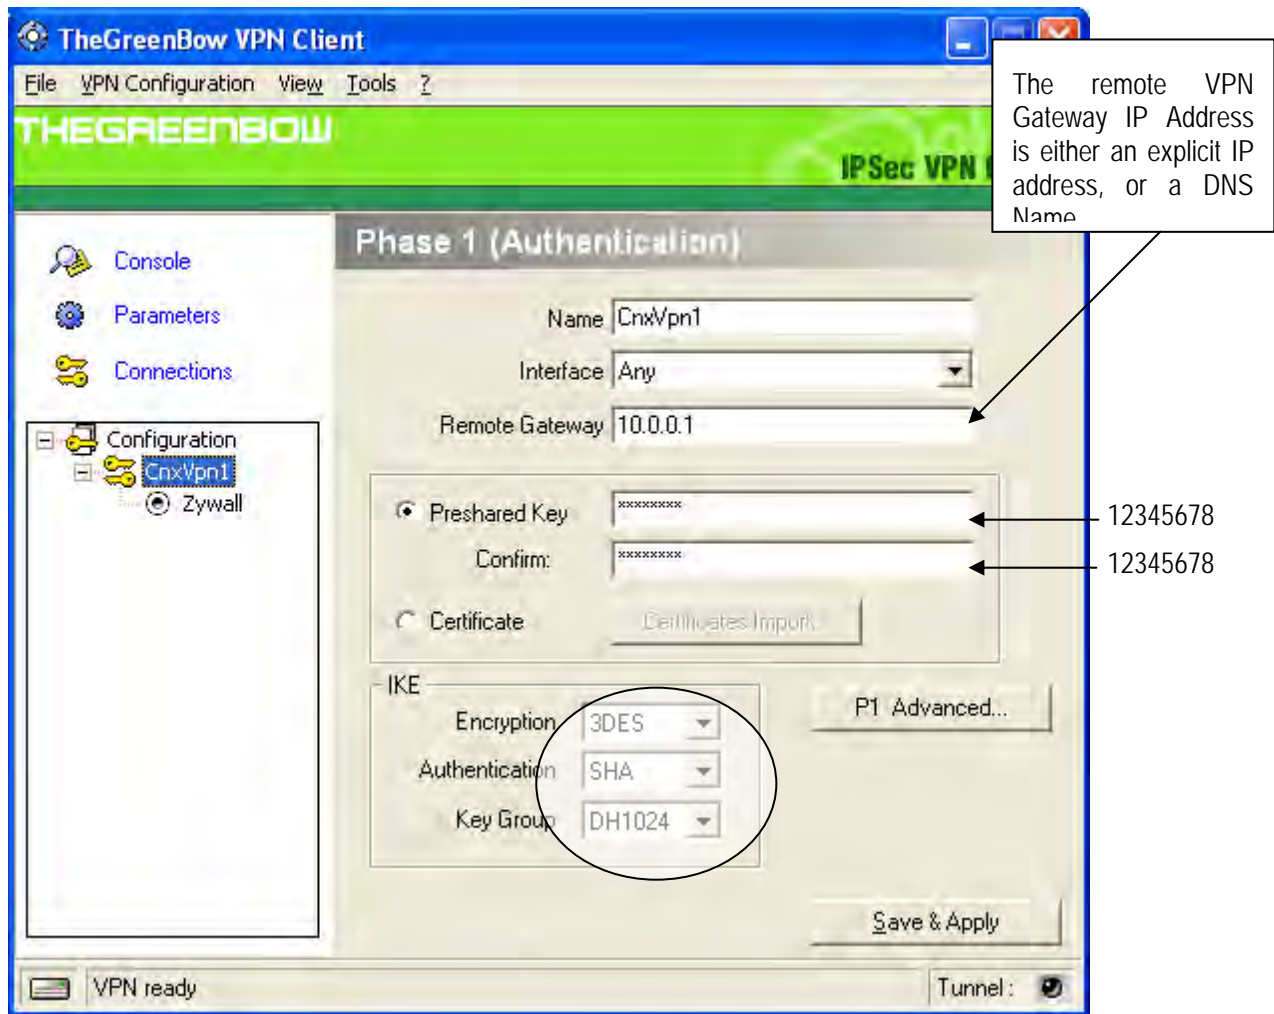 TheGreenBow VPN Client
File VPN Configuration View Tools ?
THEGREENBOW
IPSec VPN
The remote VPN
Gateway IP Address
is either an explicit IP
address, or a DNS
Name
Console
Parameters
Connections
Configuration
CnxVpn1
Zywall
Phase 1 (Authentication)
Name CnxVpn1
Interface Any
Remote Gateway 10.0.0.1
Preshared Key xxxxxxxx
12345678
Confirm: xxxxxxxx
12345678
Certificate Certificates Import..
IKE
Encryption 3DES
Authentication SHA
Key Group DH1024
P1 Advanced...
Save & Apply
VPN ready
Tunnel :